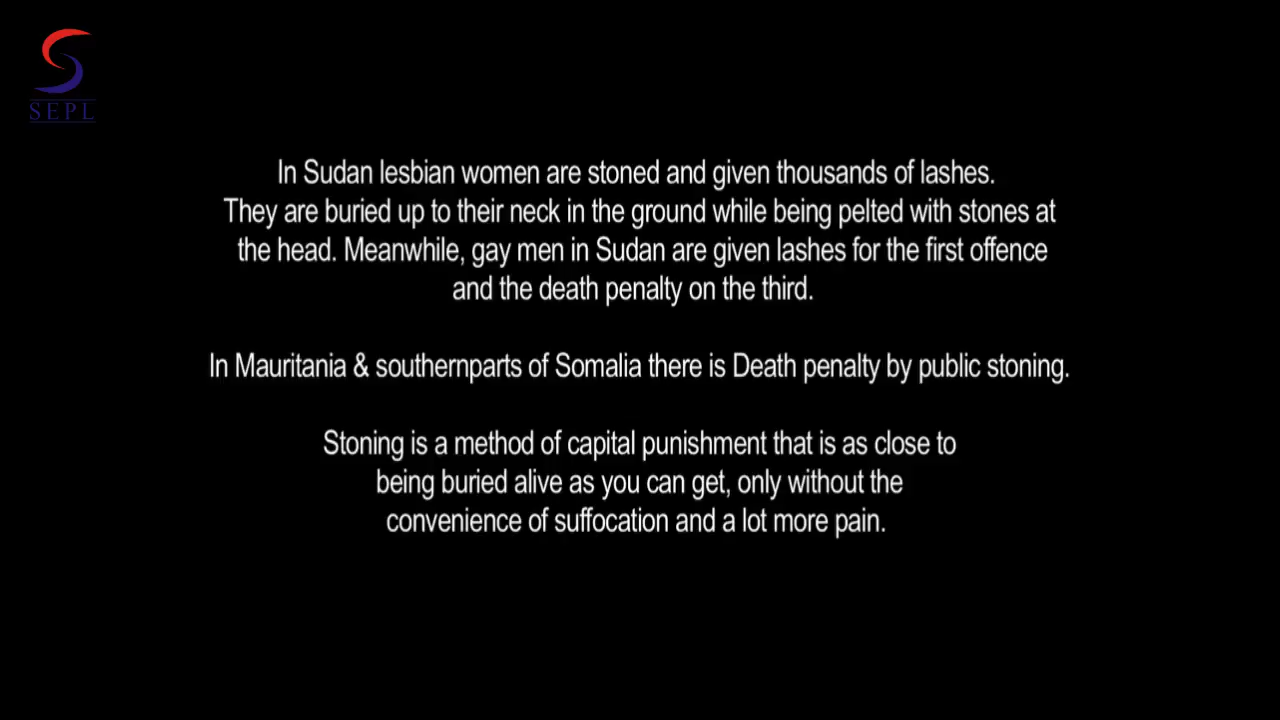 SEPL
In Sudan lesbian women are stoned and given thousands of lashes.
They are buried up to their neck in the ground while being pelted with stones at
the head. Meanwhile, gay men in Sudan are given lashes for the first offence
and the death penalty on the third.
In Mauritania & southernparts of Somalia there is Death penalty by public stoning.
Stoning is a method of capital punishment that is as close to
being buried alive as you can get, only without the
convenience of suffocation and a lot more pain.